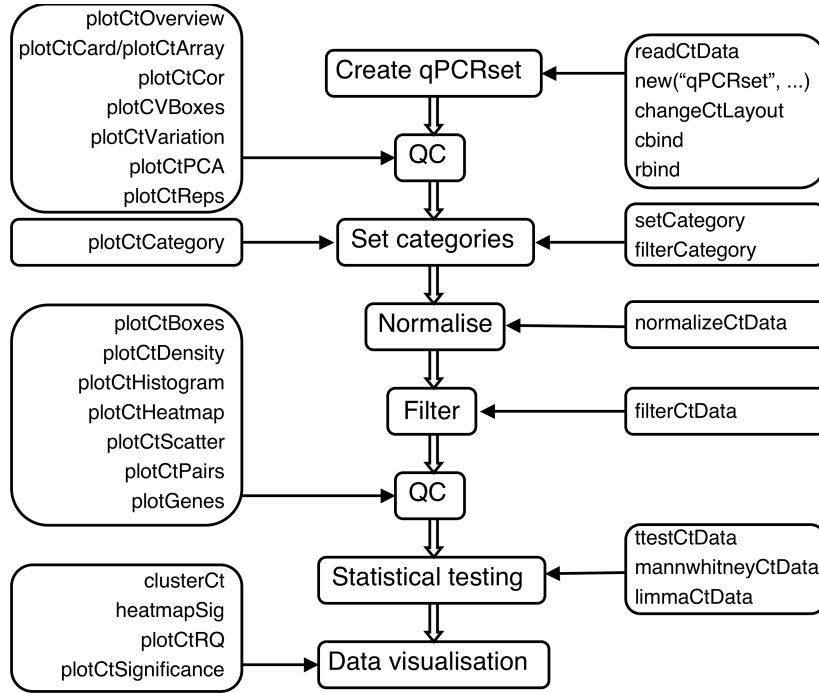 plotCtOverview
plotCtCard/plotCtArray
plotCtCor
plotCVBoxes
plotCtVariation
plotCtPCA
plotCtReps
Create qPCRset
readCtData
new(“qPCRset”, ...)
changeCtLayout
cbind
rbind
QC
plotCtCategory
Set categories
setCategory
filterCategory
Normalise
normalizeCtData
plotCtBoxes
plotCtDensity
plotCtHistogram
plotCtHeatmap
plotCtScatter
plotCtPairs
plotGenes
Filter
filterCtData
QC
Statistical testing
ttestCtData
mannwhitneyCtData
limmaCtData
clusterCt
heatmapSig
plotCtRQ
plotCtSignificance
Data visualisation